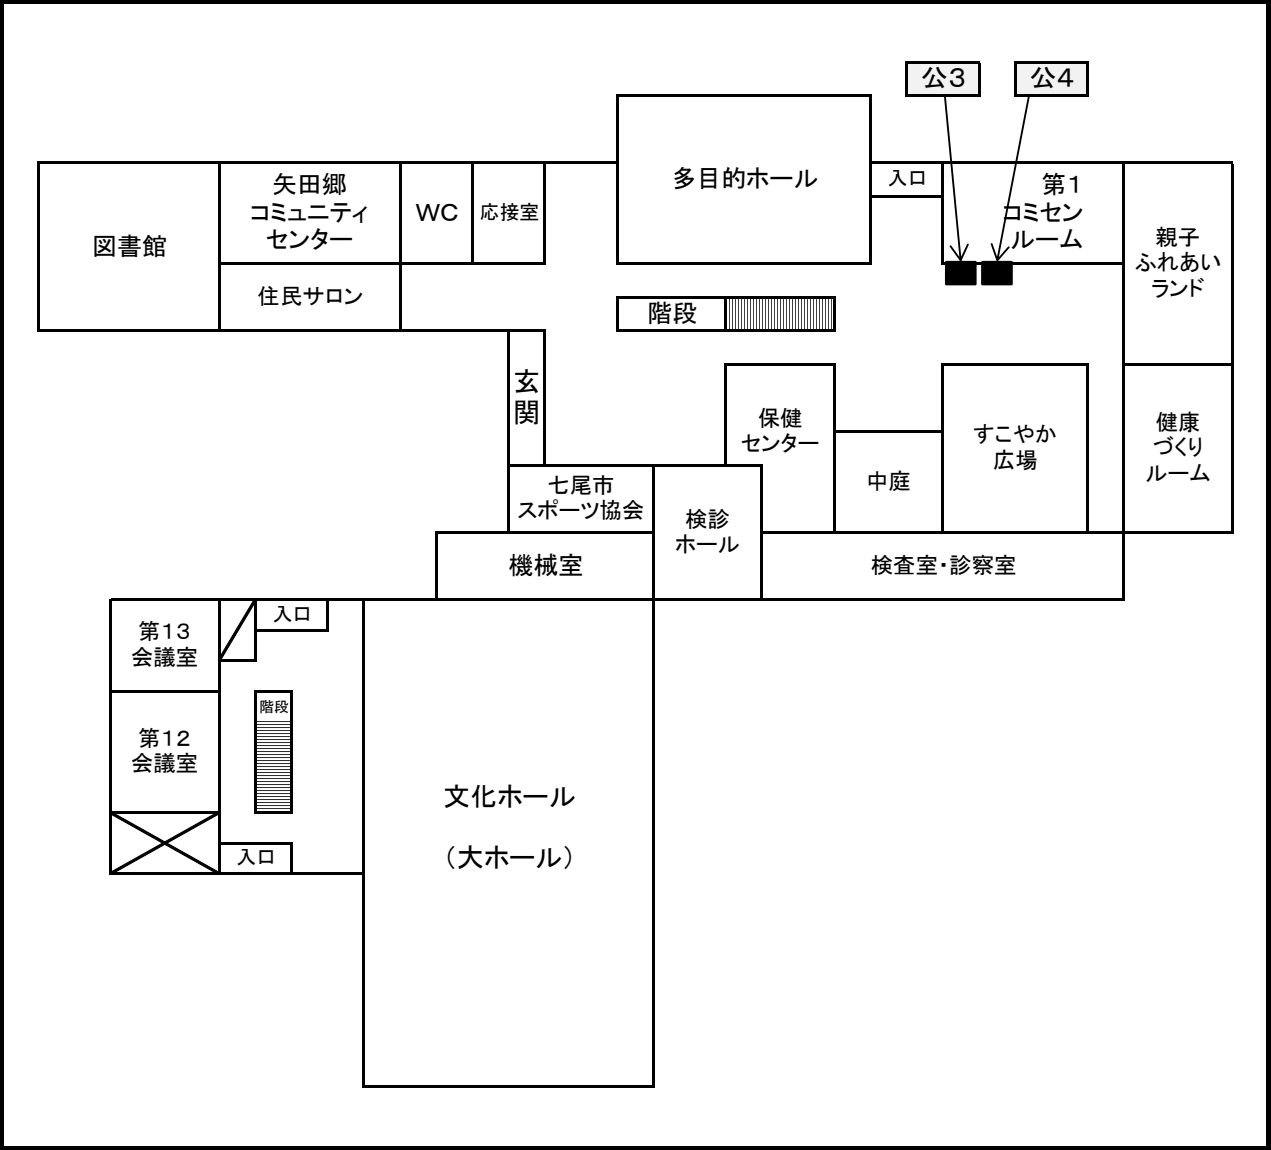 公3
公4
多目的ホール
入口
第1
コミセン
ルーム
矢田郷
コミュニティ
センター
WC
応接室
図書館
親子
ふれあい
ランド
住民サロン
階段
玄
関
保健
センター
すこやか
広場
健康
づくり
ルーム
中庭
七尾市
スポーツ協会
検診
ホール
機械室
検査室・診察室
第13
会議室
入口
階段
第12
会議室
文化ホール
（大ホール）
入口